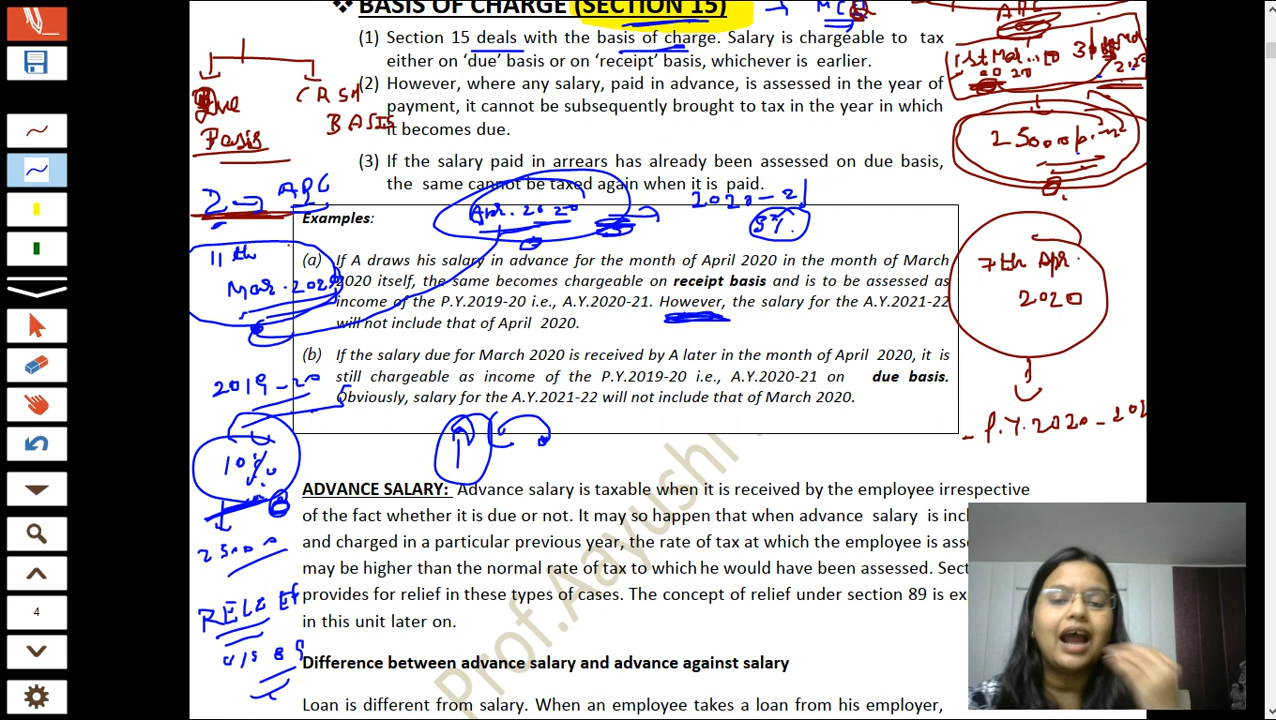 ❖ BASIS OF CHARGE (SECTION 15)
(1) Section 15 deals with the basis of charge. Salary is chargeable to tax
either on 'due' basis or on 'receipt' basis, whichever is earlier.
(2) However, where any salary, paid in advance, is assessed in the year of
payment, it cannot be subsequently brought to tax in the year in which
it becomes due.
(3) If the salary paid in arrears has already been assessed on due basis,
the same cannot be taxed again when it is paid.
Due
Basis
CASH
BASIS
2 ⇒ ABC
11th
Mar. 2020
Apr. 2020
2020-21
5%
1st Mar
25000 p.m
7th Apr.
2020
- P.Y. 2020-202
Examples:
(a) If A draws his salary in advance for the month of April 2020 in the month of March
2020 itself, the same becomes chargeable on receipt basis and is to be assessed as
income of the P.Y.2019-20 i.e., A.Y.2020-21. However, the salary for the A.Y.2021-22
will not include that of April 2020.
(b) If the salary due for March 2020 is received by A later in the month of April 2020, it is
still chargeable as income of the P.Y.2019-20 i.e., A.Y.2020-21 on due basis.
Obviously, salary for the A.Y.2021-22 will not include that of March 2020.
2019-20
10%
25000
RELIEF
u/s 89
ADVANCE SALARY: Advance salary is taxable when it is received by the employee irrespective
of the fact whether it is due or not. It may so happen that when advance salary is
and charged in a particular previous year, the rate of tax at which the employee is
may be higher than the normal rate of tax to which he would have been assessed.
provides for relief in these types of cases. The concept of relief under section 89 is
in this unit later on.
Difference between advance salary and advance against salary
Loan is different from salary. When an employee takes a loan from his employer,
Prof. Aayushi
4